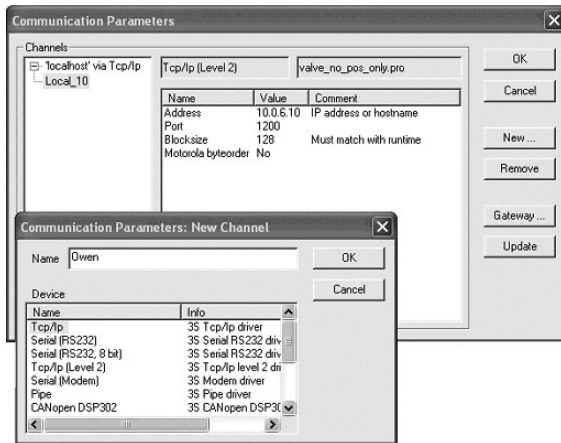 Communication Parameters
Channels
'localhost' via Tcp/Ip
Local_10
Tcp/Ip (Level 2)
valve_no_pos_only.pro
Name Value Comment
Address 10.0.6.10 IP address or hostname
Port 1200
Blocksize 128 Must match with runtime
Motorola byteorder No
OK
Cancel
New ...
Remove
Gateway ...
Update
Communication Parameters: New Channel
Name Owen
OK
Cancel
Device
Name Info
Tcp/Ip 3S Tcp/Ip driver
Serial (RS232) 3S Serial RS232 driv
Serial (RS232, 8 bit) 3S Serial RS232 driv
Tcp/Ip (Level 2) 3S Tcp/Ip level 2 dri
Serial (Modem) 3S Modem driver
Pipe 3S Pipe driver
CANopen DSP302 3S CANopen DSP30